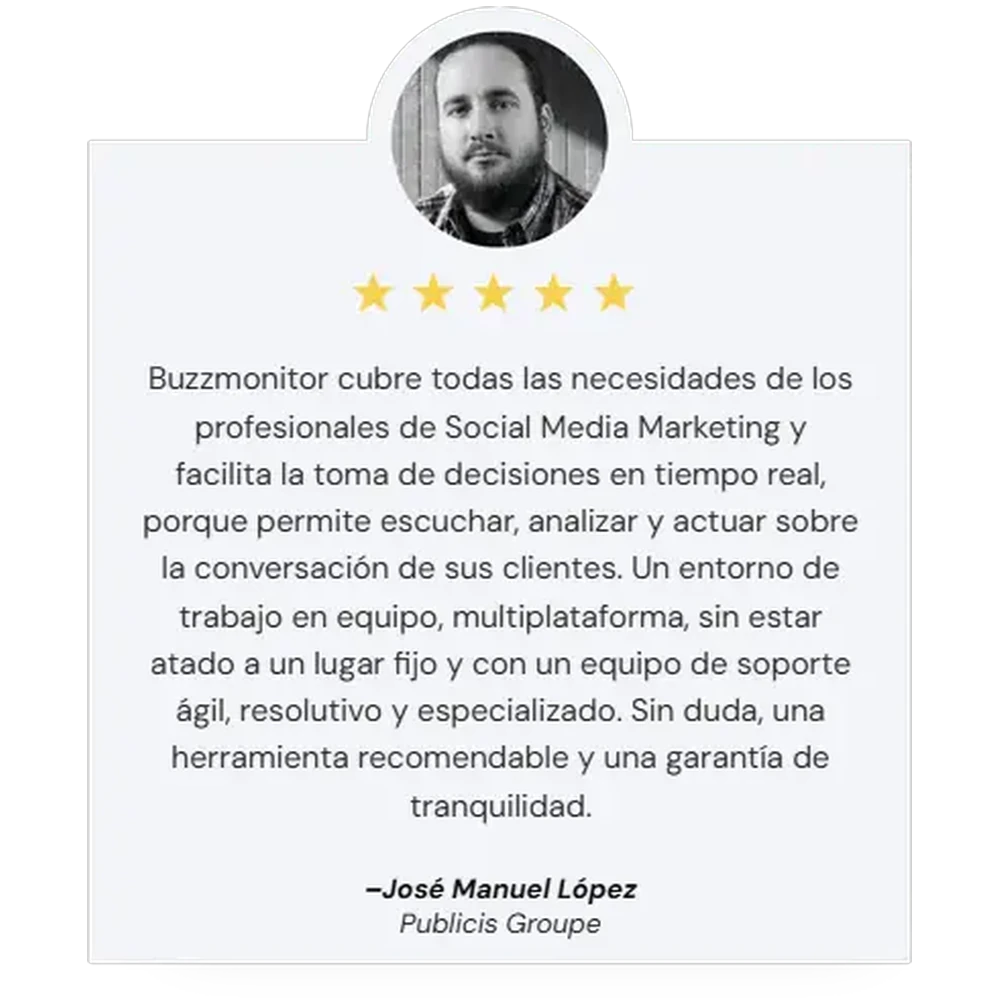 Buzzmonitor cubre todas las necesidades de los
profesionales de Social Media Marketing y
facilita la toma de decisiones en tiempo real,
porque permite escuchar, analizar y actuar sobre
la conversación de sus clientes. Un entorno de
trabajo en equipo, multiplataforma, sin estar
atado a un lugar fijo y con un equipo de soporte
ágil, resolutivo y especializado. Sin duda, una
herramienta recomendable y una garantía de
tranquilidad.
–José Manuel López
Publicis Groupe